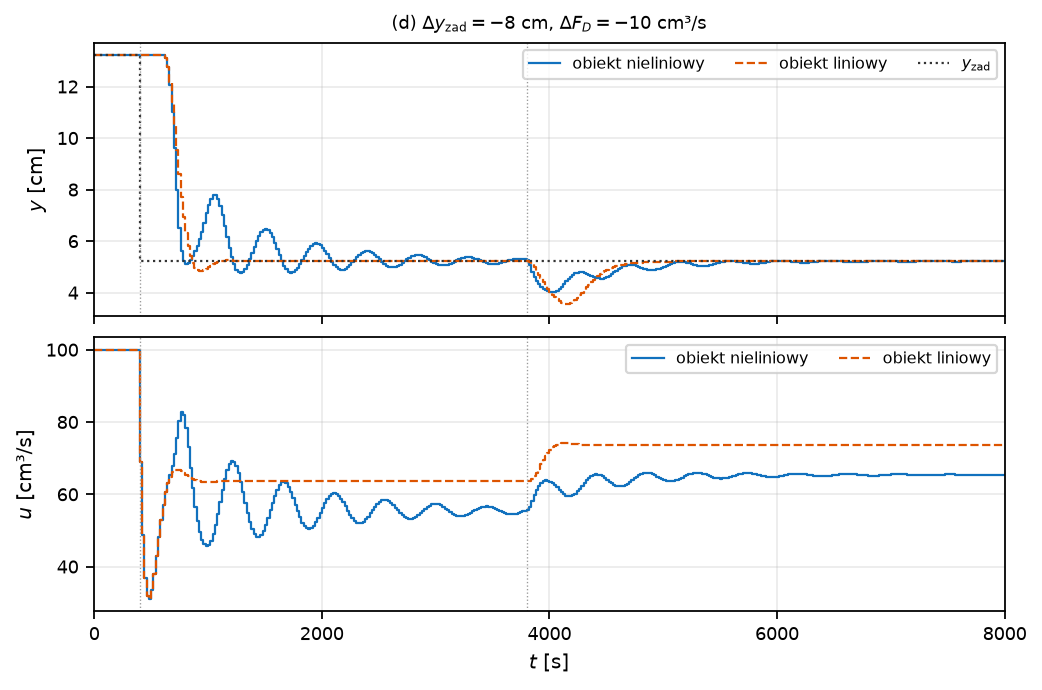 (d) Δy_zad = −8 cm, ΔF_D = −10 cm³/s
obiekt nieliniowy obiekt liniowy y_zad
12
10
8
6
4
y [cm]
obiekt nieliniowy obiekt liniowy
100
80
60
40
u [cm³/s]
0 2000 4000 6000 8000
t [s]